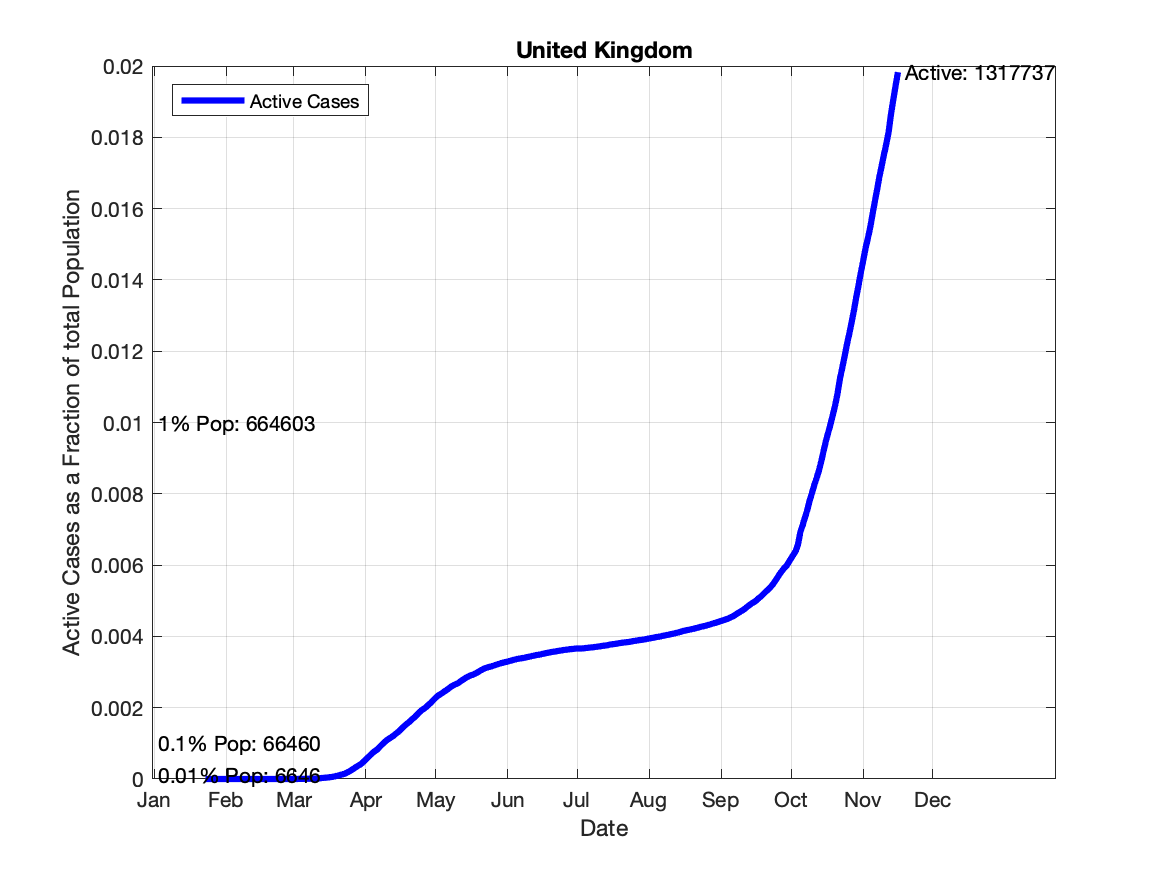 United Kingdom
0.02
Active: 1317737
Active Cases
0.018
0.016
0.014
0.012
0.01
1% Pop: 664603
0.008
0.006
0.004
0.002
0.1% Pop: 66460
0
0.01% Pop: 6646
Jan Feb Mar Apr May Jun Jul Aug Sep Oct Nov Dec
Date
Active Cases as a Fraction of total Population